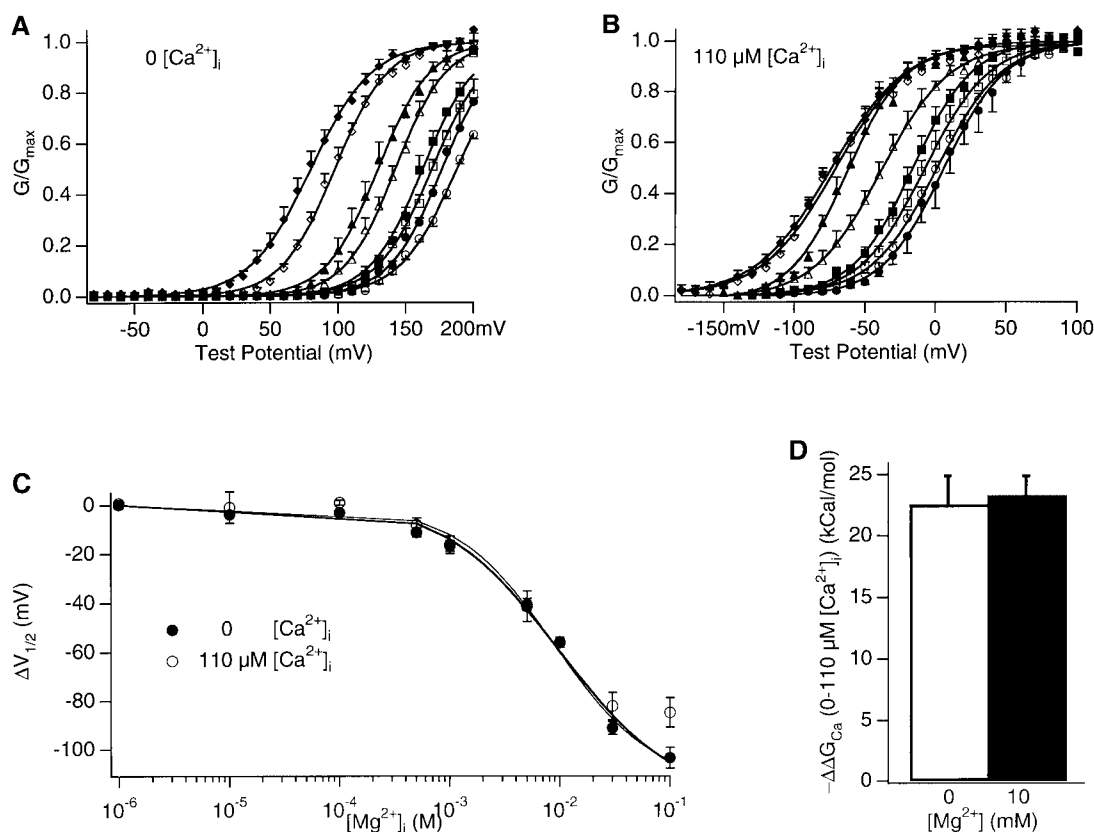 A
0 [Ca2+]i
G/Gmax
1.0
0.8
0.6
0.4
0.2
0.0
-50 0 50 100 150 200mV
Test Potential (mV)
B
110 µM [Ca2+]i
G/Gmax
1.0
0.8
0.6
0.4
0.2
0.0
-150mV -100 -50 0 50 100
Test Potential (mV)
C
ΔV1/2 (mV)
0
-20
-40
-60
-80
-100
0 [Ca2+]i
110 µM [Ca2+]i
10-6 10-5 10-4 10-3 10-2 10-1
[Mg2+]i (M)
D
−ΔΔGCa (0-110 µM [Ca2+]i) (kCal/mol)
25
20
15
10
5
0
0 10
[Mg2+] (mM)